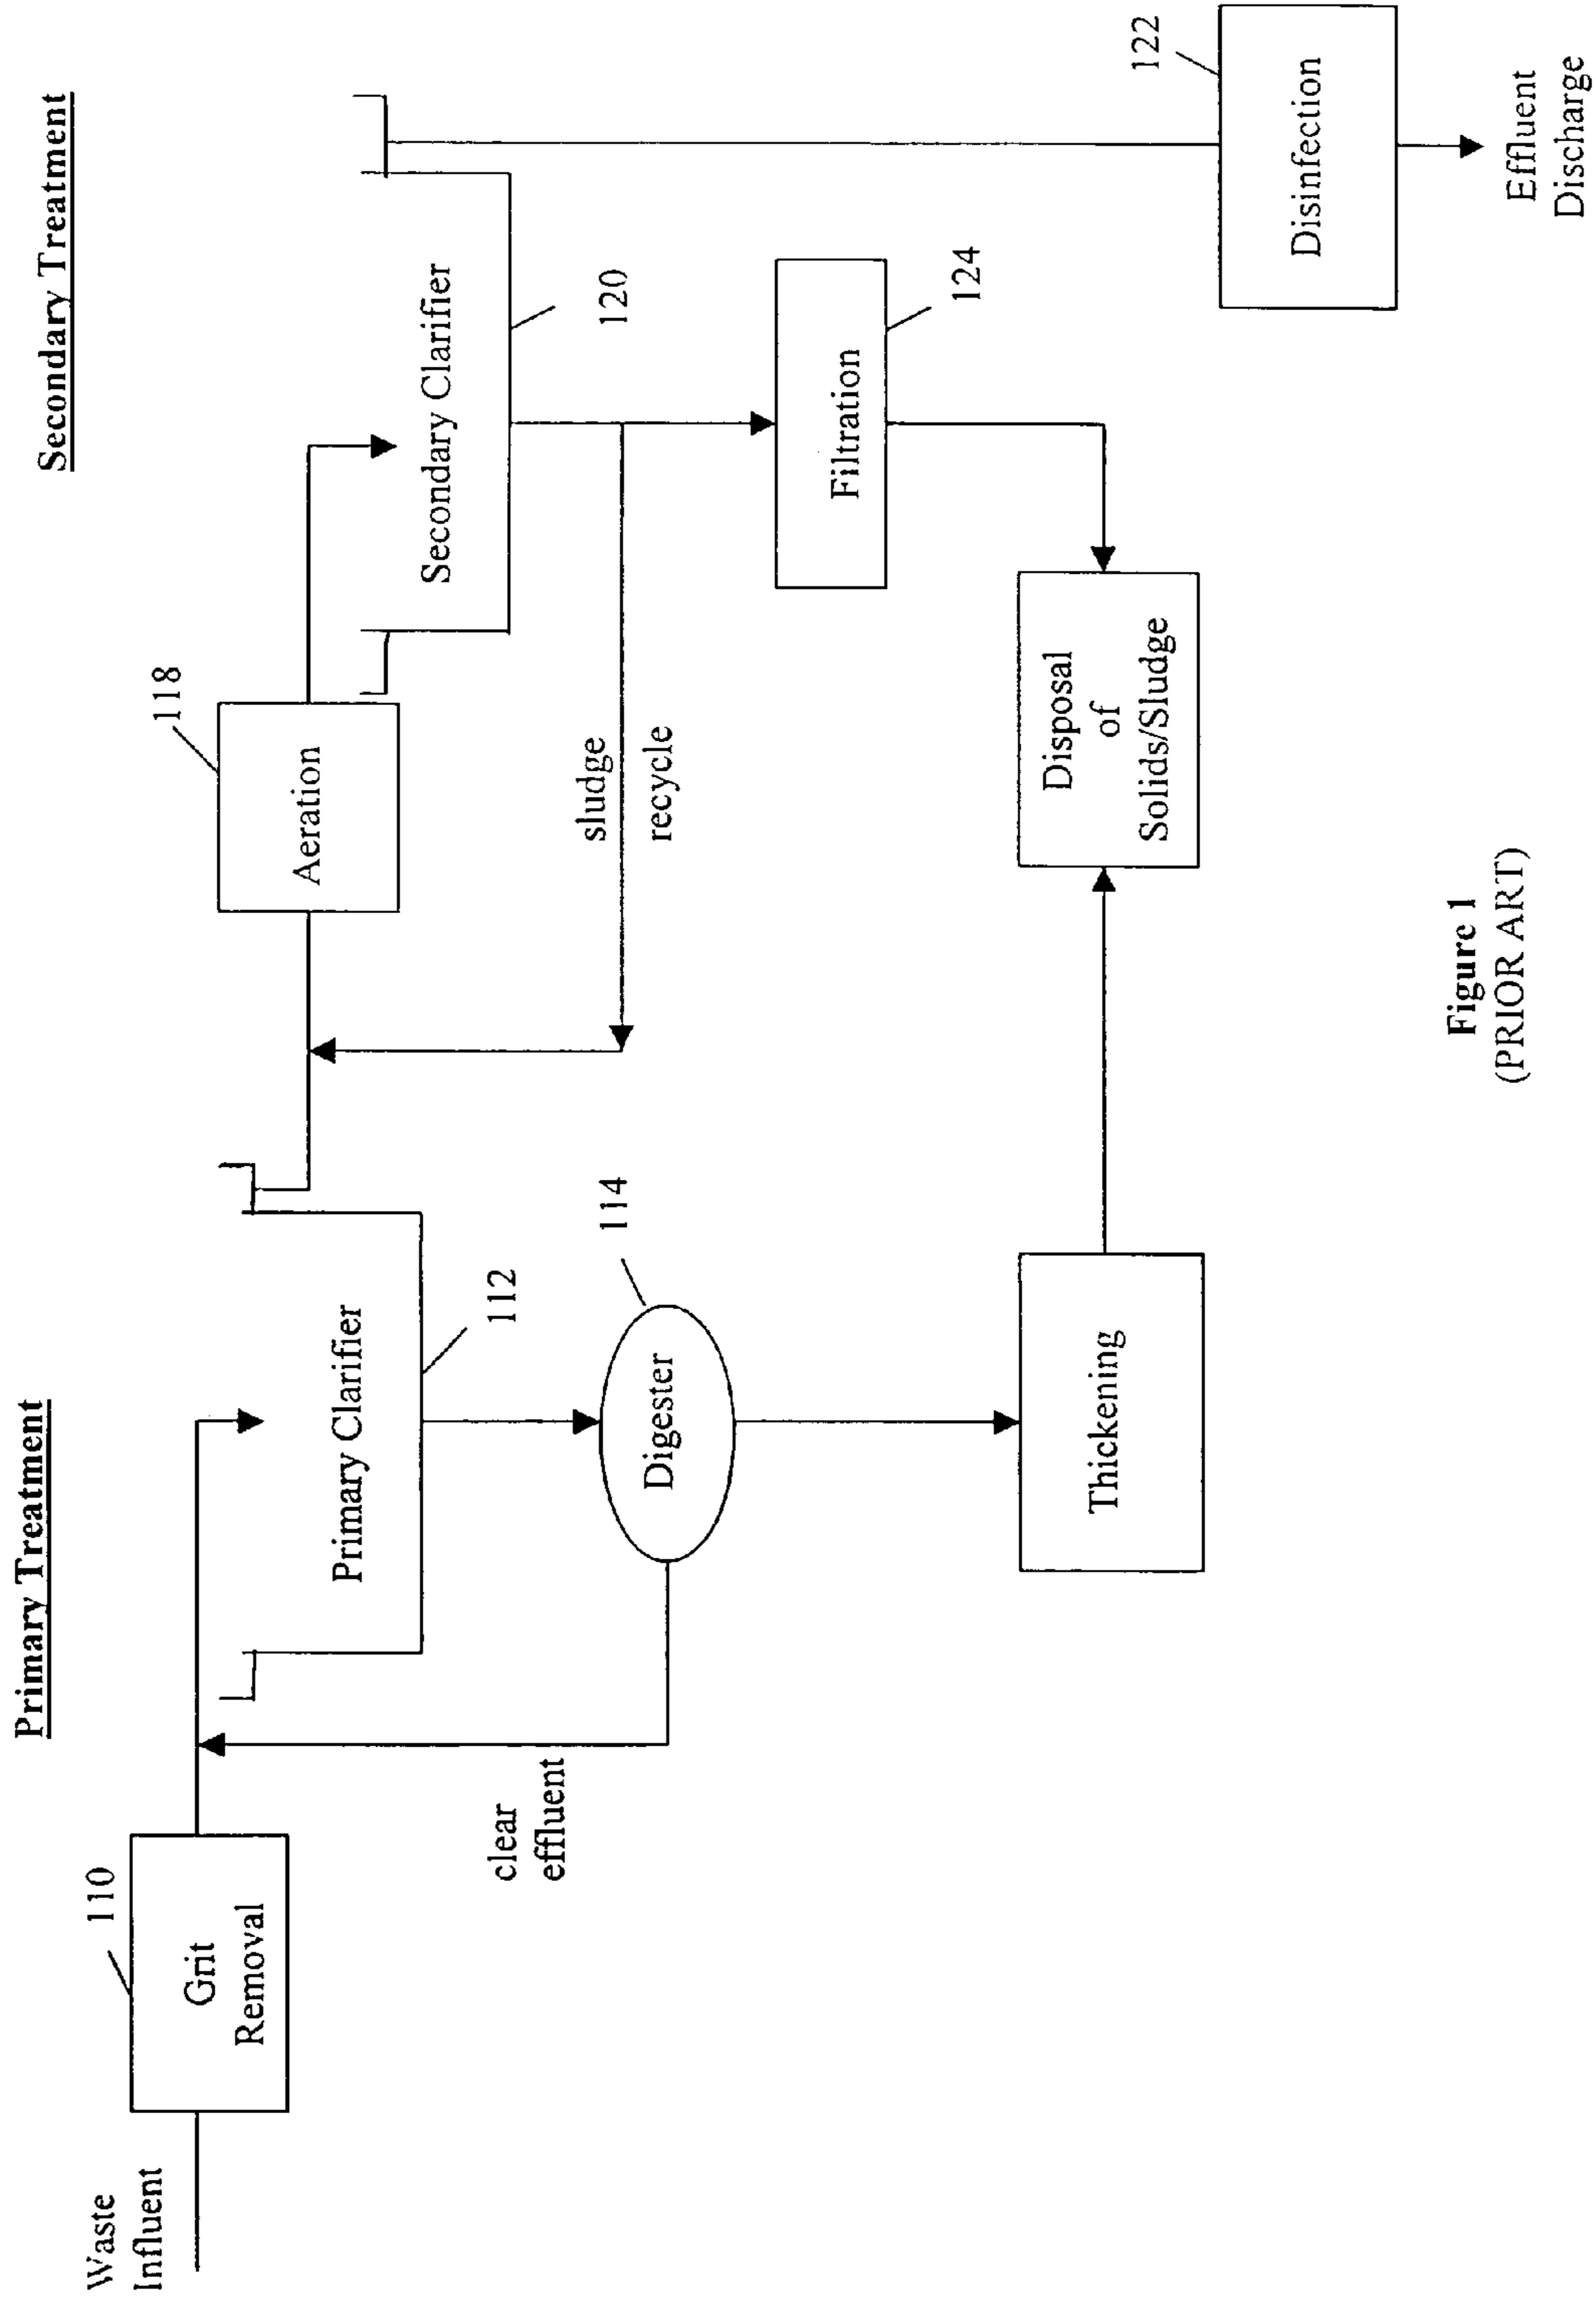 Primary Treatment
Secondary Treatment
Waste
Influent
110
Grit
Removal
clear
effluent
Primary Clarifier
112
Digester
114
Thickening
118
Aeration
sludge
recycle
Secondary Clarifier
120
Filtration
124
Disposal
of
Solids/Sludge
122
Disinfection
Effluent
Discharge
Figure 1
(PRIOR ART)